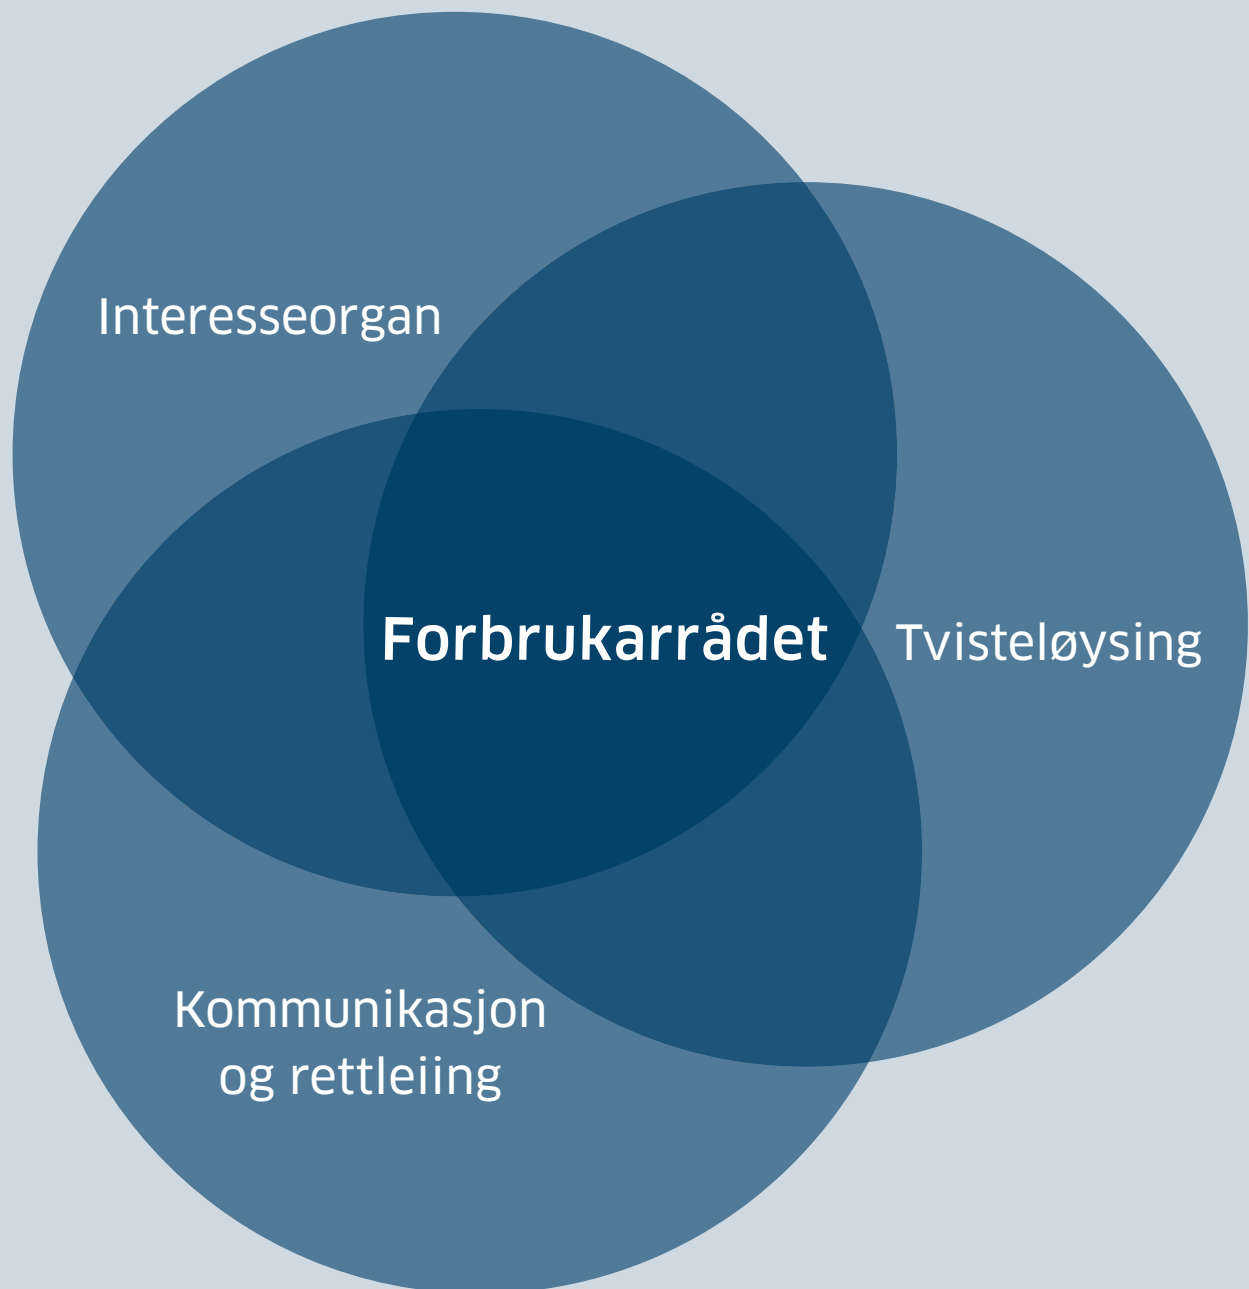 Interesseorgan
Forbrukarrådet
Tvisteløysing
Kommunikasjon
og rettleiing